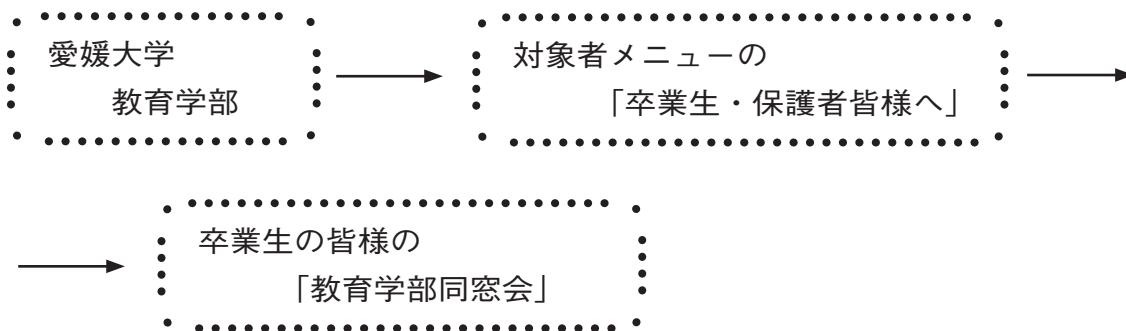 愛媛大学
教育学部
対象者メニューの
「卒業生・保護者皆様へ」
卒業生の皆様の
「教育学部同窓会」